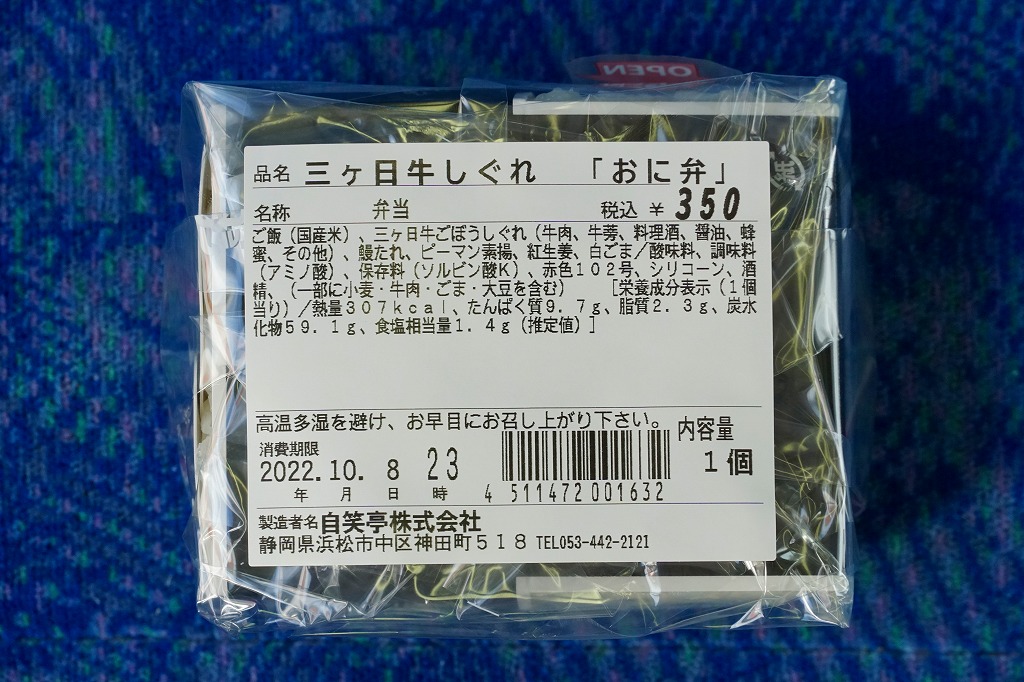 OPEN
品名 三ヶ日牛しぐれ 「おに弁」
名称 弁当 税込 ¥ 350
ご飯（国産米）、三ヶ日牛ごぼうしぐれ（牛肉、牛蒡、料理酒、醤油、蜂
蜜、その他）、鰻たれ、ピーマン素揚、紅生姜、白ごま／酸味料、調味料
（アミノ酸）、保存料（ソルビン酸K）、赤色102号、シリコーン、酒
精、（一部に小麦・牛肉・ごま・大豆を含む） ［栄養成分表示（1個
当り）／熱量307kcal、たんぱく質9.7g、脂質2.3g、炭水
化物59.1g、食塩相当量1.4g（推定値）］
高温多湿を避け、お早目にお召し上がり下さい。
内容量
1個
消費期限
2022.10. 8 23
年 月 日 時
4 511472 001632
製造者名 自笑亭株式会社
静岡県浜松市中区神田町518 TEL053-442-2121